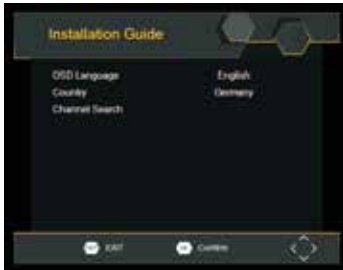 Installation Guide
OSD Language English
Country Germany
Channel Search
EXIT
Confirm